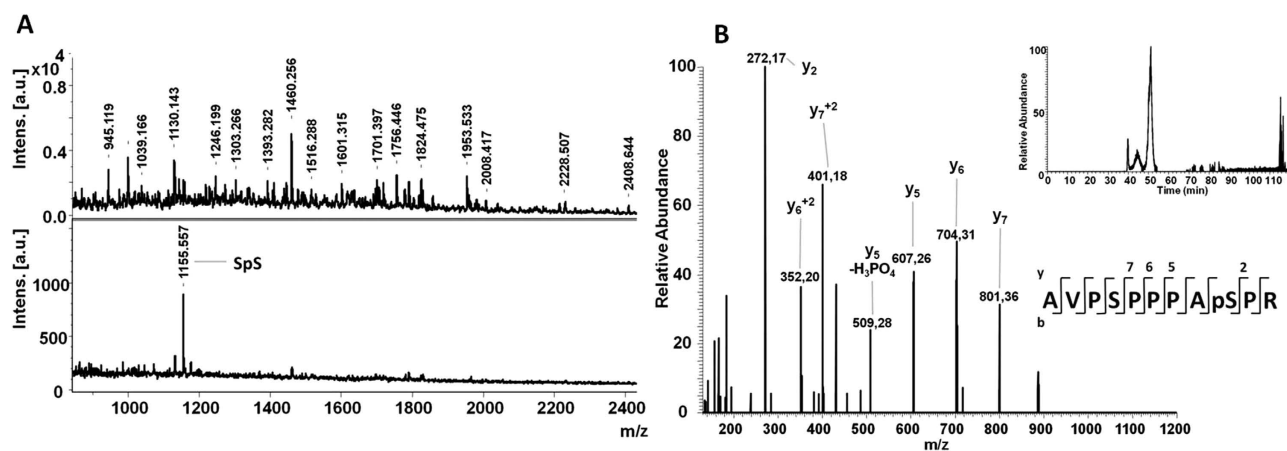 A
Intens. [a.u.]
x10
4
0.8
0.4
0.0
945.119
1039.166
1130.143
1246.199
1303.266
1393.282
1460.256
1516.288
1601.315
1701.397
1756.446
1824.475
1953.533
2008.417
2228.507
2408.644
Intens. [a.u.]
1000
500
0
1155.557
SpS
1000
1200
1400
1600
1800
2000
2200
2400
m/z
B
Relative Abundance
100
80
60
40
20
0
272,17
y2
y7+2
401,18
y6+2
352,20
y5
-H3PO4
509,28
y5
607,26
y6
704,31
y7
801,36
200
300
400
500
600
700
800
900
1000
1100
1200
m/z
Relative Abundance
100
50
0
0 10 20 30 40 50 60 70 80 90 100 110
Time (min)
y
7 6 5 2
A V P S P P P A pS P R
b